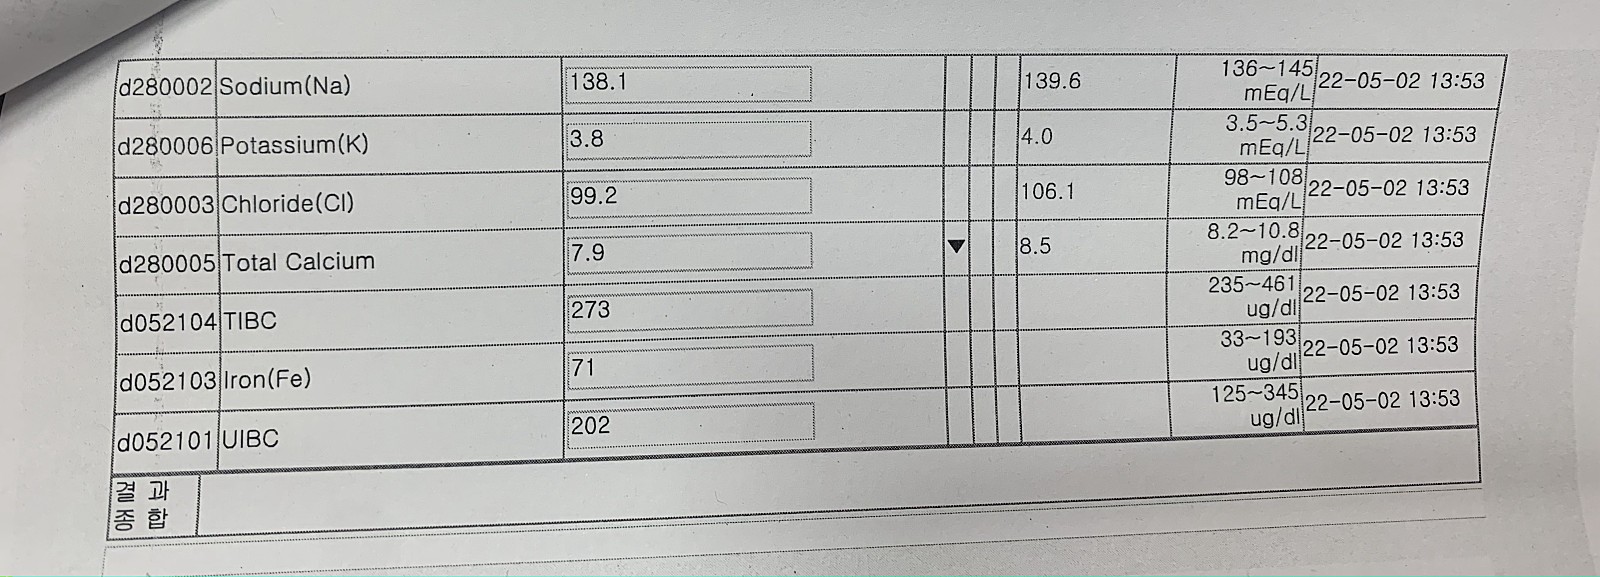 d280002 Sodium(Na) 138.1 139.6 136~145 mEq/L 22-05-02 13:53
d280006 Potassium(K) 3.8 4.0 3.5~5.3 mEq/L 22-05-02 13:53
d280003 Chloride(Cl) 99.2 106.1 98~108 mEq/L 22-05-02 13:53
d280005 Total Calcium 7.9 ▼ 8.5 8.2~10.8 mg/dl 22-05-02 13:53
d052104 TIBC 273 235~461 ug/dl 22-05-02 13:53
d052103 Iron(Fe) 71 33~193 ug/dl 22-05-02 13:53
d052101 UIBC 202 125~345 ug/dl 22-05-02 13:53
결 과
종 합